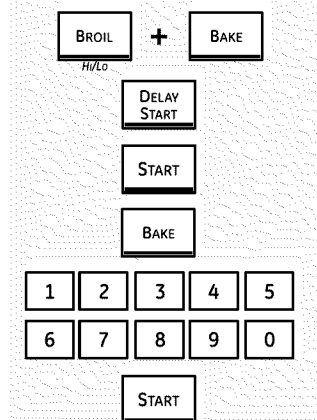 BROIL + BAKE
HI/LO
DELAY
START
START
BAKE
1 2 3 4 5
6 7 8 9 0
START